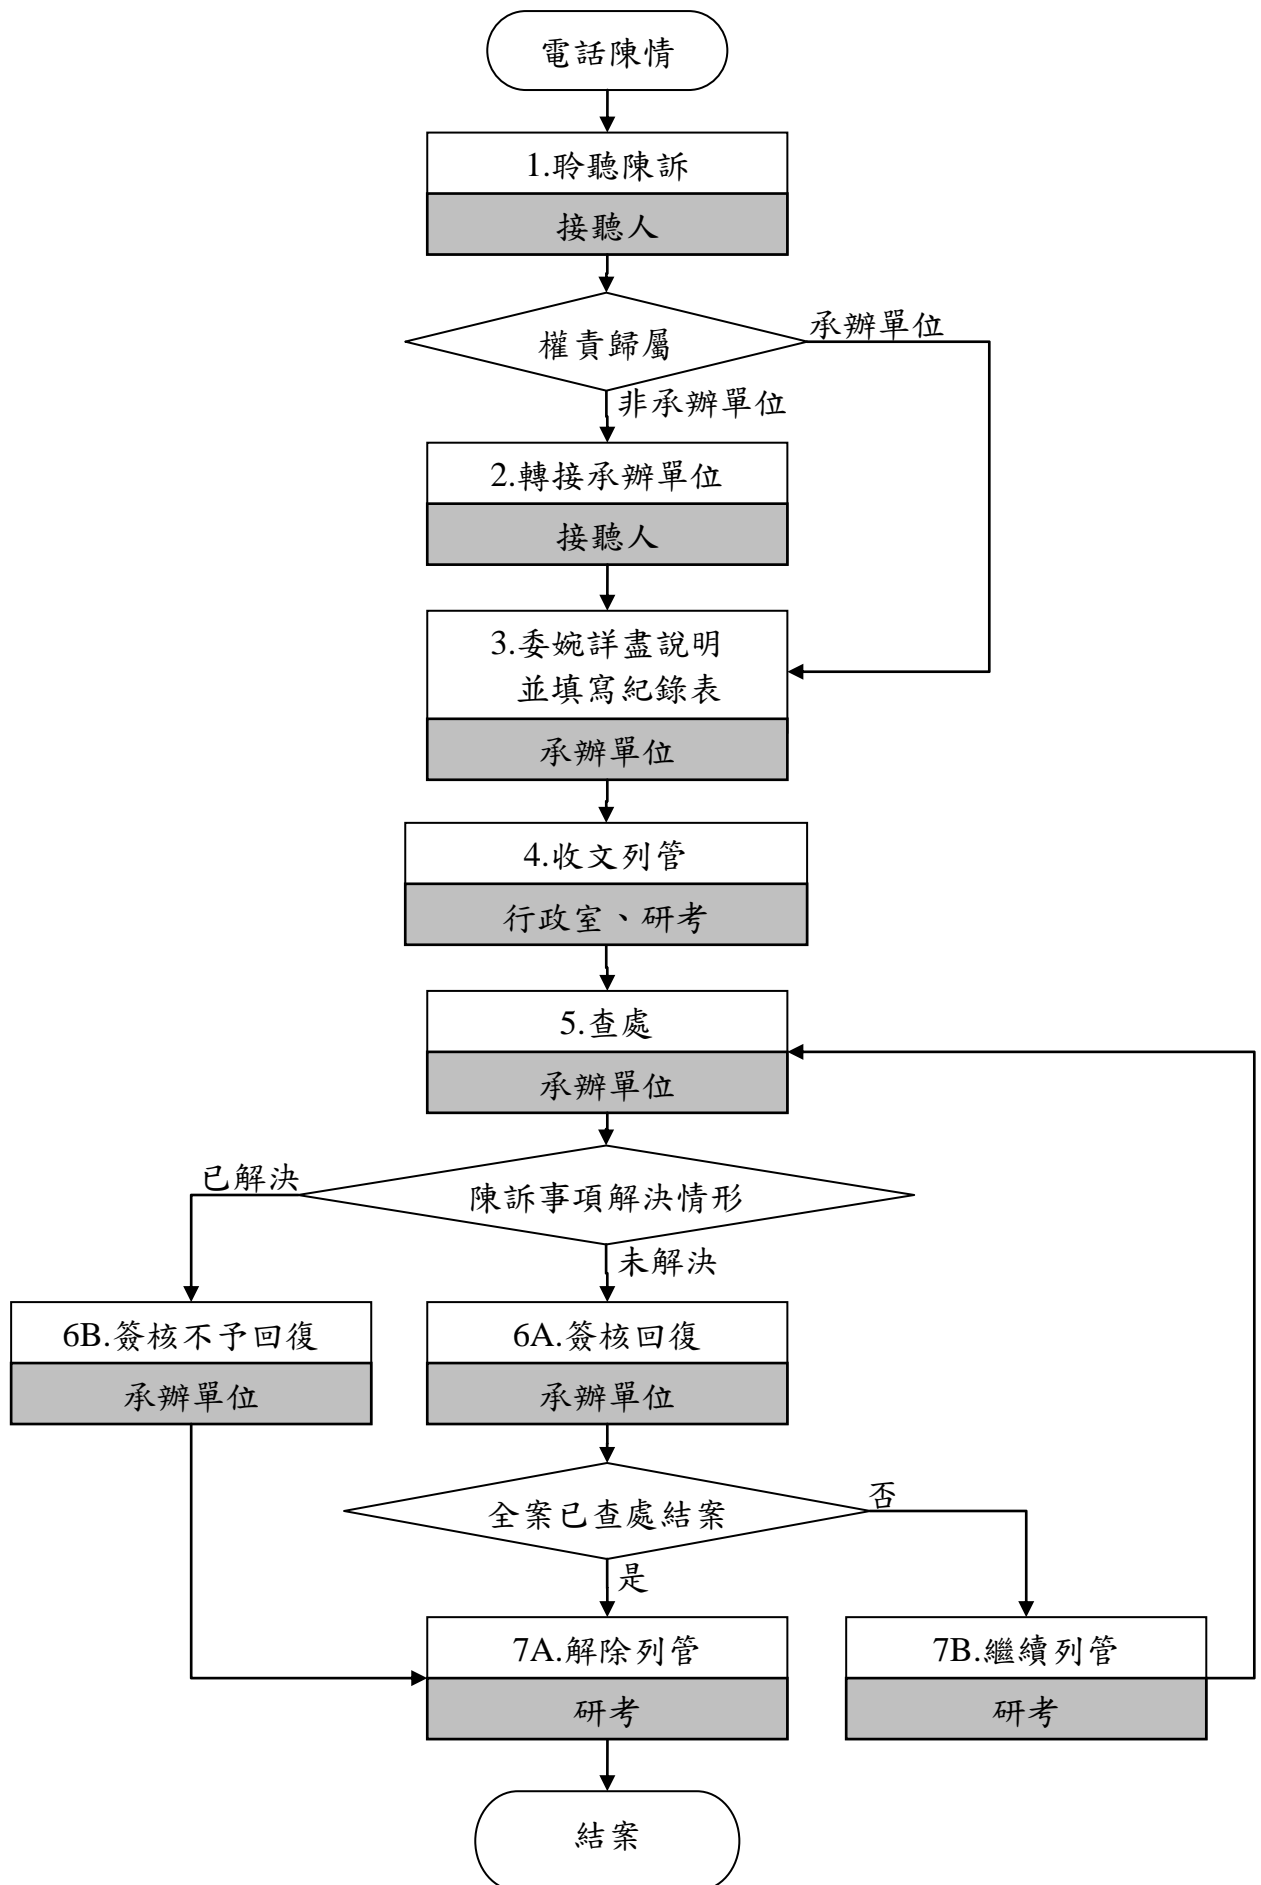 電話陳情
1.聆聽陳訴
接聽人
權責歸屬
承辦單位
非承辦單位
2.轉接承辦單位
接聽人
3.委婉詳盡說明
並填寫紀錄表
承辦單位
4.收文列管
行政室、研考
5.查處
承辦單位
陳訴事項解決情形
已解決
未解決
6B.簽核不予回復
承辦單位
6A.簽核回復
承辦單位
全案已查處結案
否
是
7A.解除列管
研考
7B.繼續列管
研考
結案